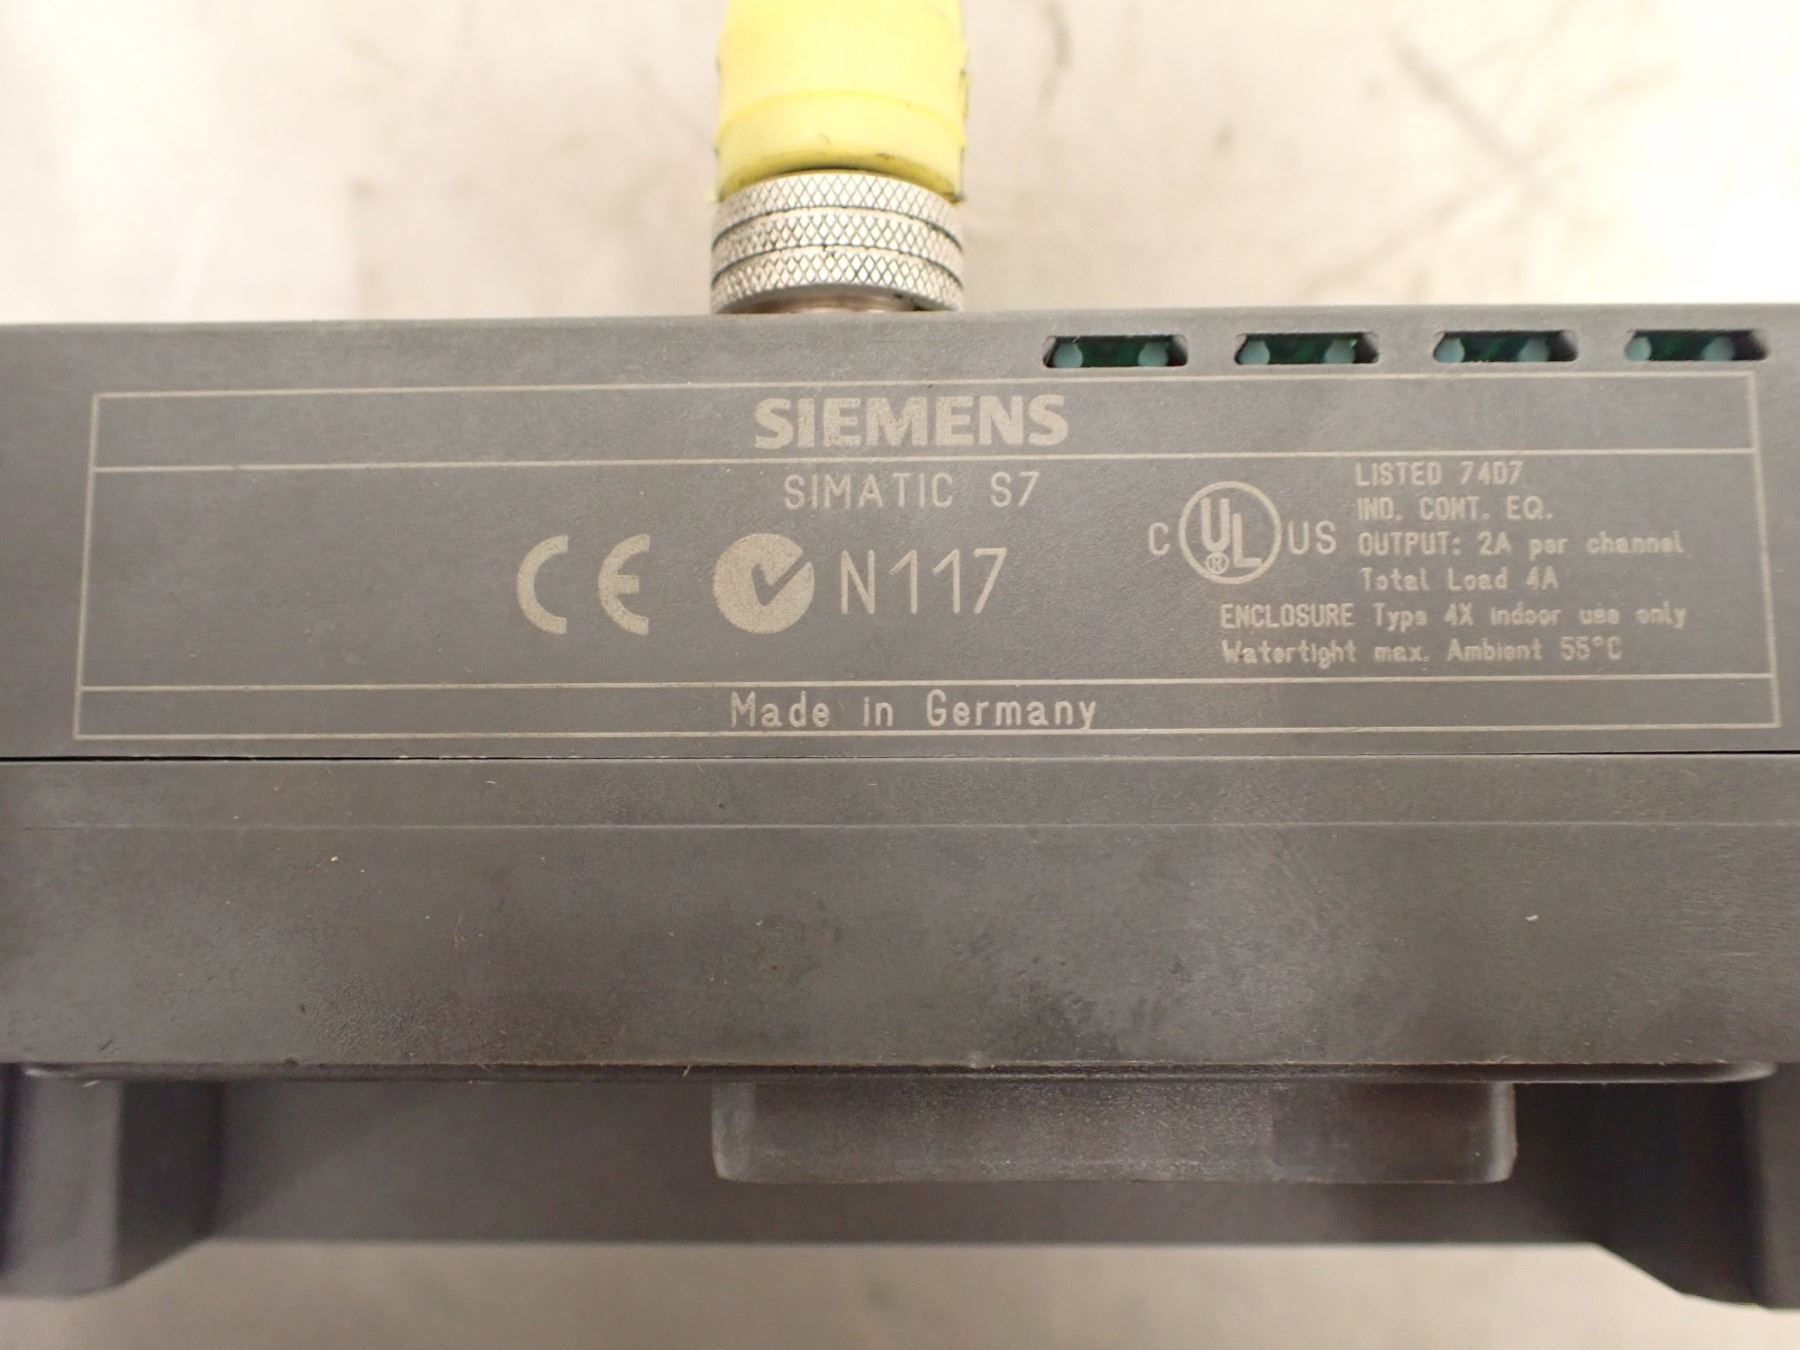 SIEMENS
SIMATIC S7
CE N117
C UL® US
LISTED 74D7
IND. CONT. EQ.
OUTPUT: 2A per channel
Total Load 4A
ENCLOSURE Type 4X indoor use only
Watertight max. Ambient 55°C
Made in Germany